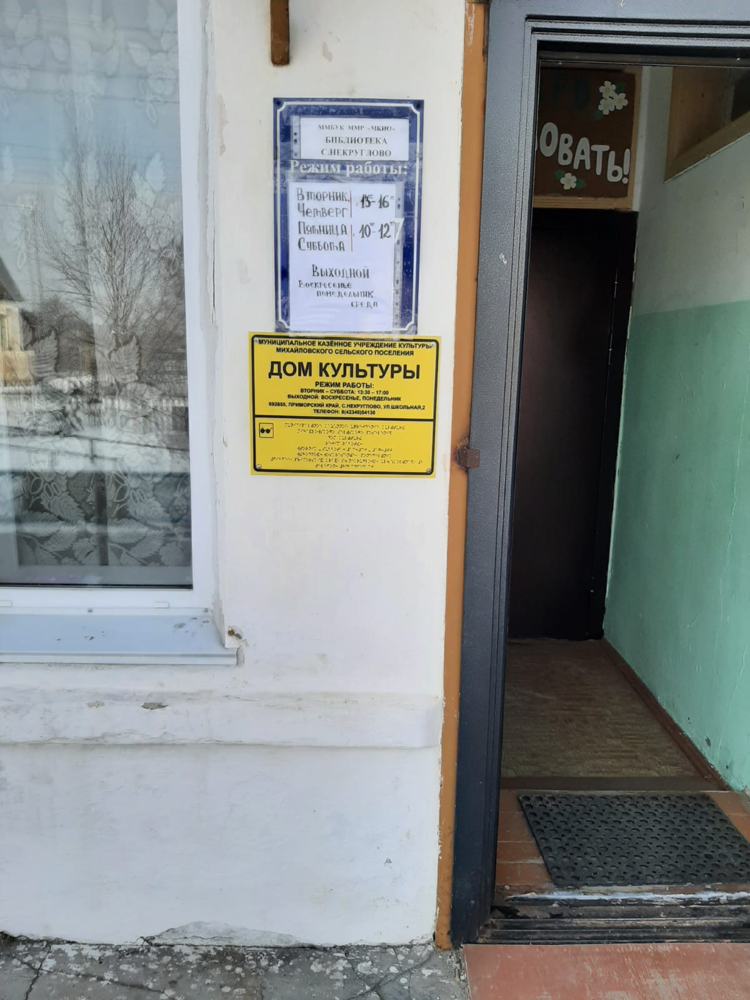 ММБУК ММР «МКИО»
БИБЛИОТЕКА
С.НЕКРУГЛОВО
Режим работы:
Вторник,
Четверг
с 15⁰⁰-16⁰⁰
Пятница
Суббота
с 10⁰⁰-12⁰⁰
Выходной
Воскресенье
понедельник
среда
МУНИЦИПАЛЬНОЕ КАЗЁННОЕ УЧРЕЖДЕНИЕ КУЛЬТУРЫ
МИХАЙЛОВСКОГО СЕЛЬСКОГО ПОСЕЛЕНИЯ
ДОМ КУЛЬТУРЫ
РЕЖИМ РАБОТЫ:
ВТОРНИК – СУББОТА: 13:30 – 17:00
ВЫХОДНОЙ: ВОСКРЕСЕНЬЕ, ПОНЕДЕЛЬНИК
692655, ПРИМОРСКИЙ КРАЙ, С.НЕКРУГЛОВО, УЛ.ШКОЛЬНАЯ,2
ТЕЛЕФОН: 8(42346)54130
ОВАТЬ!